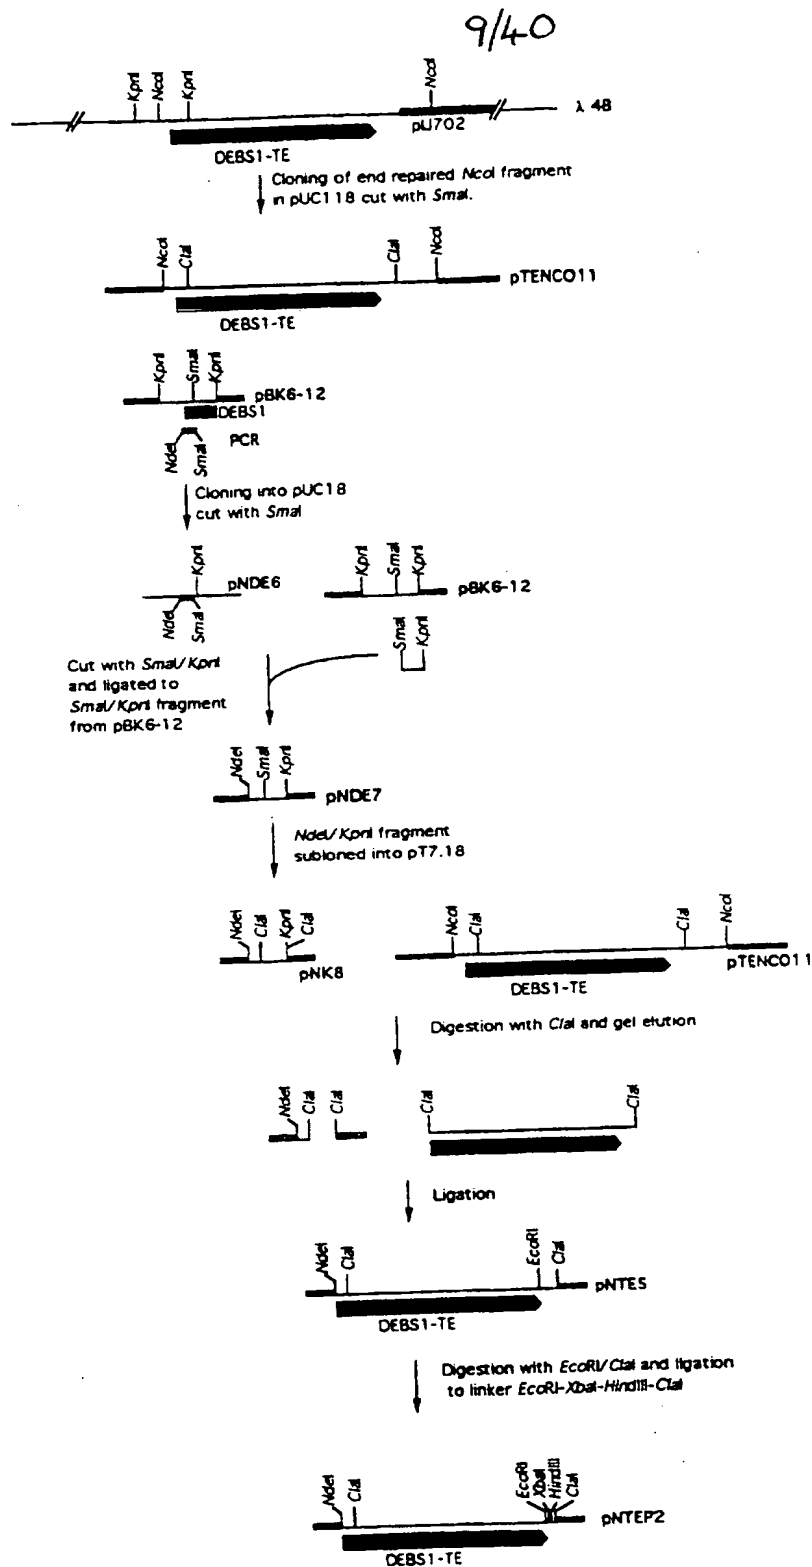 9/40
KpnI NcoI KpnI NcoI
λ 48
pIJ702
DEBS1-TE
Cloning of end repaired NcoI fragment
in pUC118 cut with SmaI.
NcoI ClaI ClaI NcoI
pTENCO11
DEBS1-TE
KpnI SmaI KpnI
pBK6-12
DEBS1
PCR
NdeI SmaI
Cloning into pUC18
cut with SmaI
KpnI
pNDE6
NdeI SmaI
KpnI SmaI KpnI
pBK6-12
SmaI KpnI
Cut with SmaI/KpnI
and ligated to
SmaI/KpnI fragment
from pBK6-12
NdeI SmaI KpnI
pNDE7
NdeI/KpnI fragment
subloned into pT7.18
NdeI ClaI KpnI ClaI
pNK8
NcoI ClaI ClaI NcoI
pTENCO11
DEBS1-TE
Digestion with ClaI and gel elution
NdeI ClaI ClaI ClaI ClaI
Ligation
NdeI ClaI EcoRI ClaI
pNTE5
DEBS1-TE
Digestion with EcoRI/ClaI and ligation
to linker EcoRI-XbaI-HindIII-ClaI
NdeI ClaI EcoRI XbaI HindIII ClaI
pNTEP2
DEBS1-TE